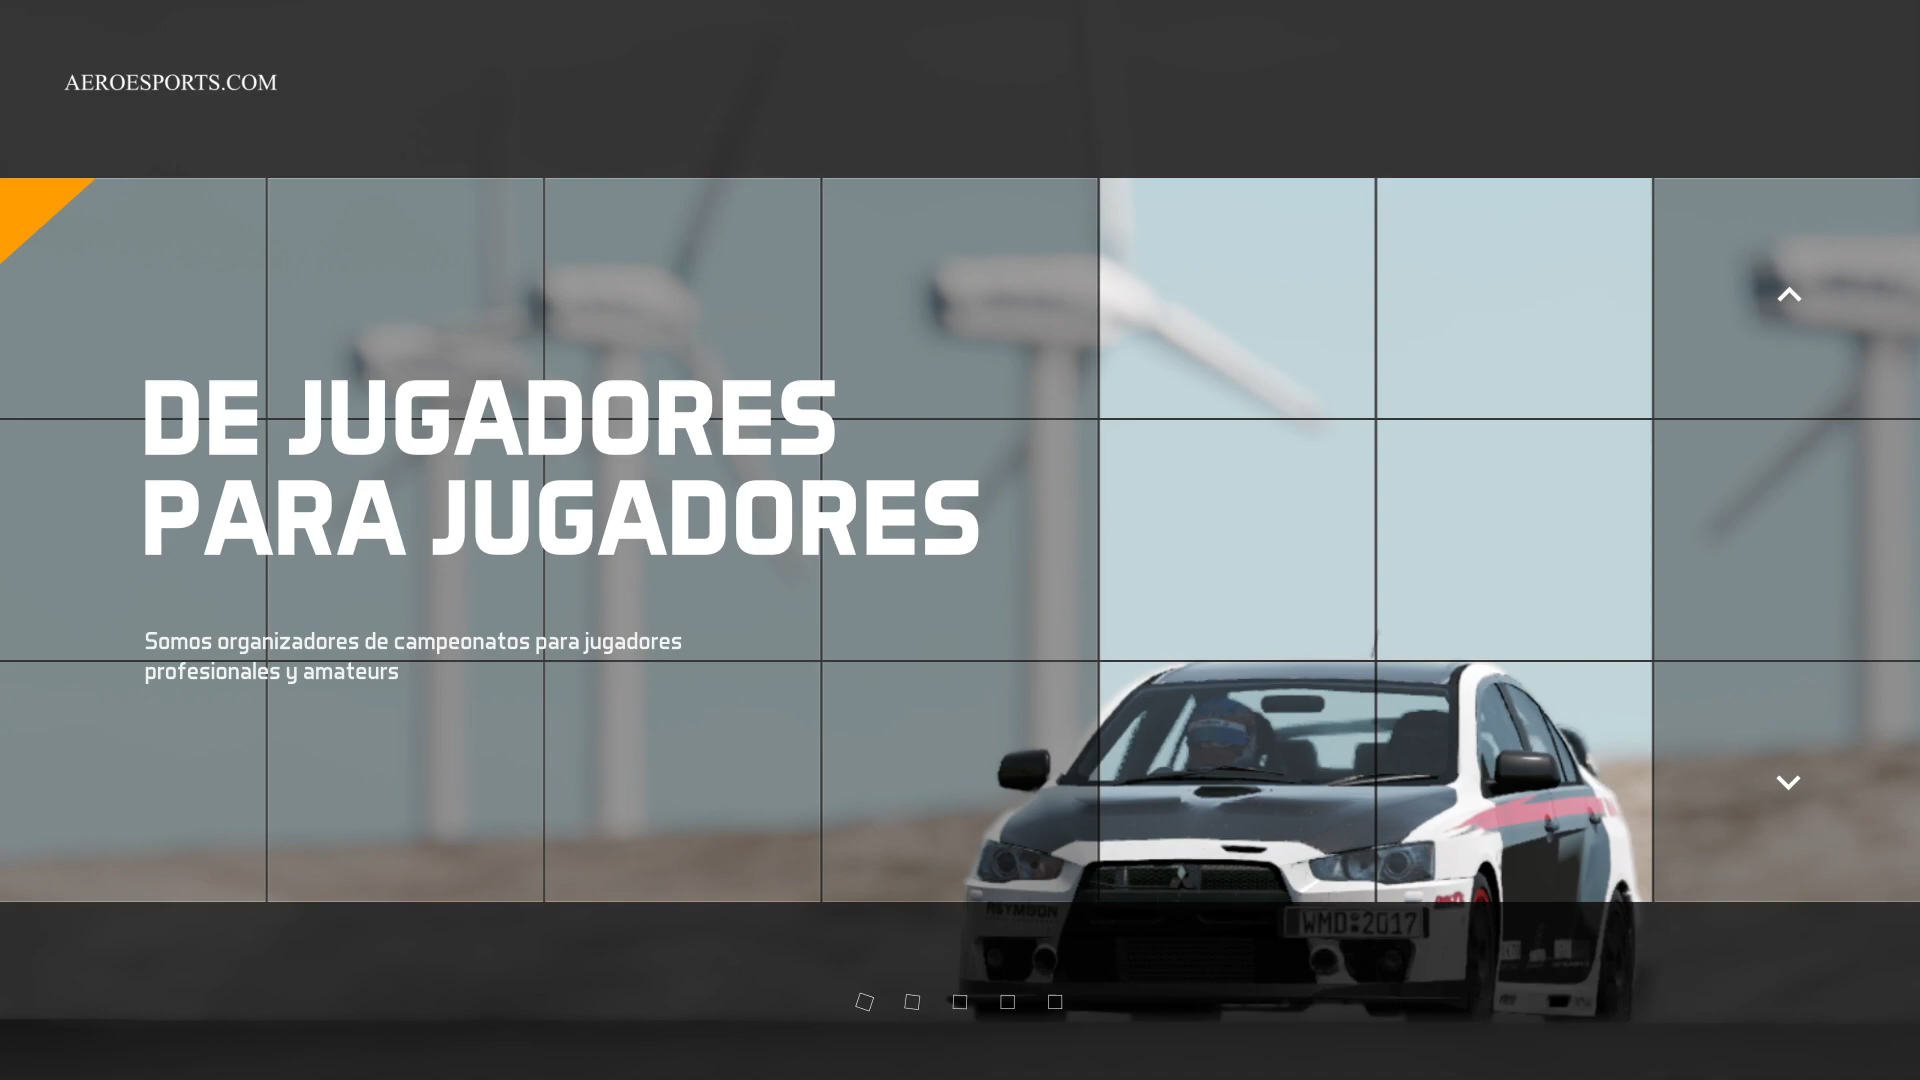 AEROESPORTS.COM
DE JUGADORES
PARA JUGADORES
Somos organizadores de campeonatos para jugadores
profesionales y amateurs
WMD:2017